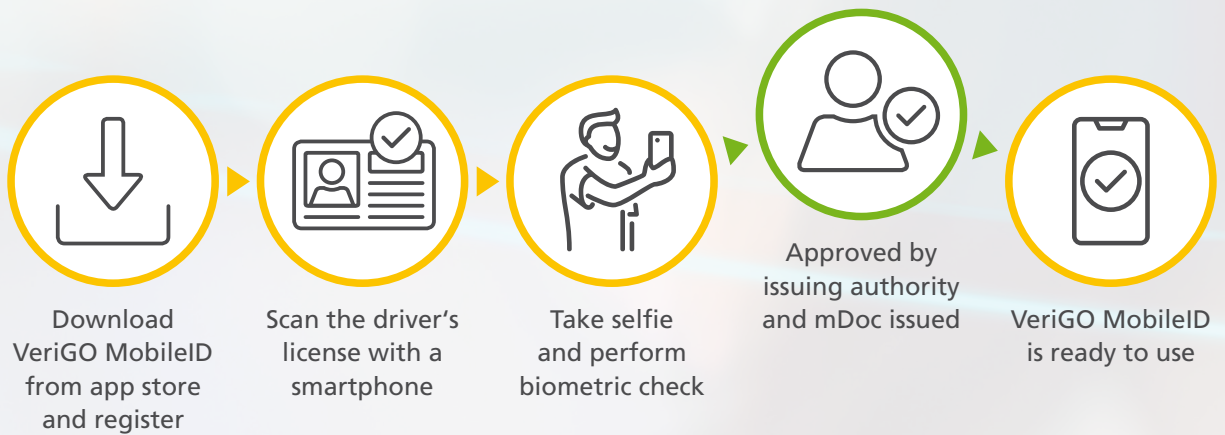 Download
VeriGO MobileID
from app store
and register
Scan the driver‘s
license with a
smartphone
Take selfie
and perform
biometric check
Approved by
issuing authority
and mDoc issued
VeriGO MobileID
is ready to use